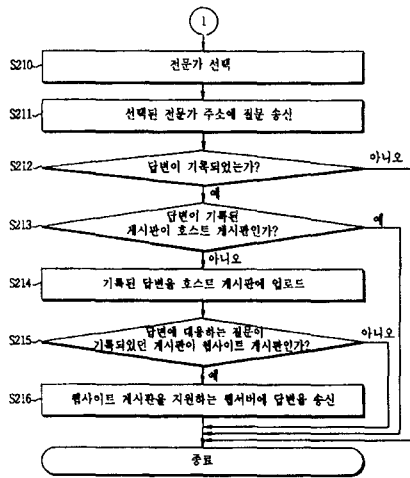 1
S210
전문가 선택
S211
선택된 전문가 주소에 질문 송신
S212
답변이 기록되었는가?
아니오
예
S213
답변이 기록된
게시판이 호스트 게시판인가?
예
아니오
S214
기록된 답변을 호스트 게시판에 업로드
S215
답변에 대응하는 질문이
기록되있던 게시판이 웹사이트 게시판인가?
아니오
예
S216
웹사이트 게시판을 지원하는 웹서버에 답변을 송신
종료